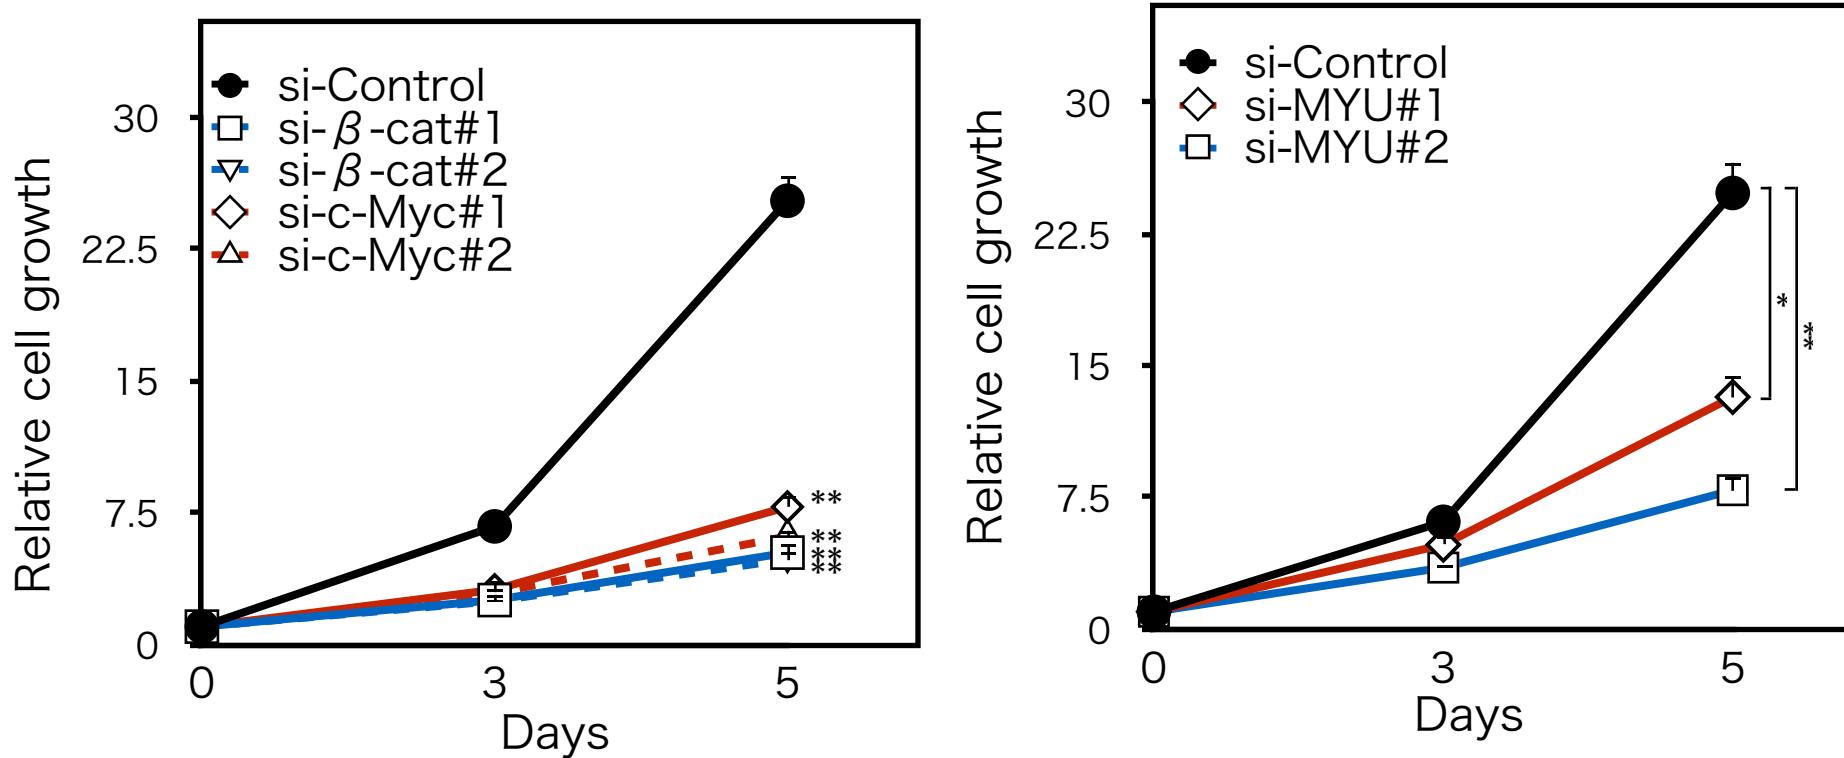 si-Control
si-β-cat#1
si-β-cat#2
si-c-Myc#1
si-c-Myc#2
Relative cell growth
30
22.5
15
7.5
0
**
**
**
**
0 3 5
Days
si-Control
si-MYU#1
si-MYU#2
Relative cell growth
30
22.5
15
7.5
0
*
**
0 3 5
Days